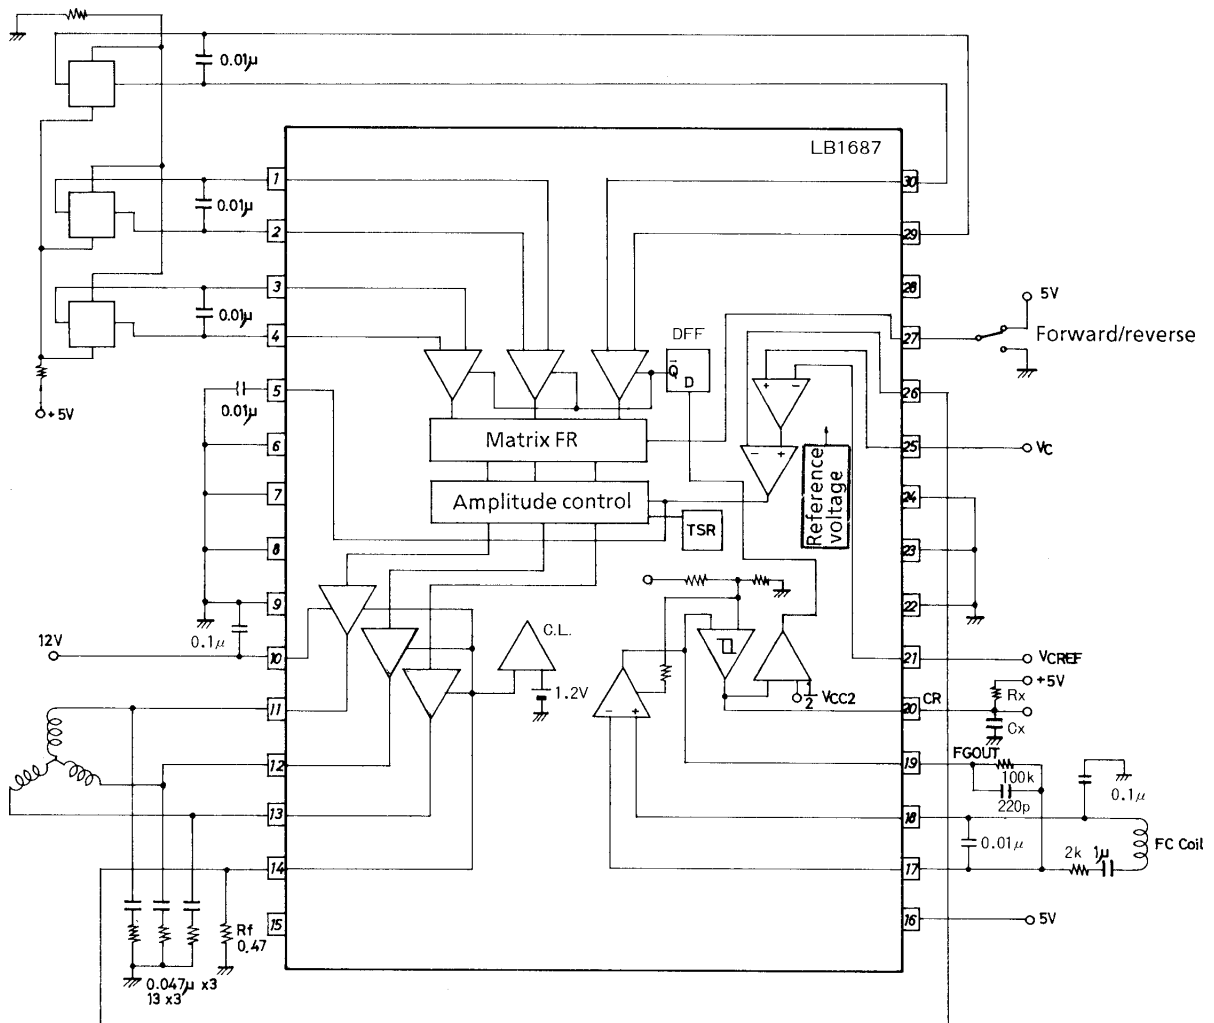 0.01μ
LB1687
1
30
0.01μ
2
29
3
28
0.01μ
5V
4
27
Forward/reverse
DFF
Q̄
D
5
26
+5V
0.01μ
+
−
6
Matrix FR
25
VC
−
+
7
Amplitude control
24
Reference
voltage
TSR
8
23
9
22
0.1μ
12V
10
C.L.
21
VCREF
+5V
1.2V
VCC2
1
2
20
CR
Rx
11
−
+
Cx
12
19
FGOUT
100k
220p
0.1μ
13
18
0.01μ
2k
1μ
FC Coil
14
17
15
16
5V
Rf
0.47
0.047μ x3
13 x3